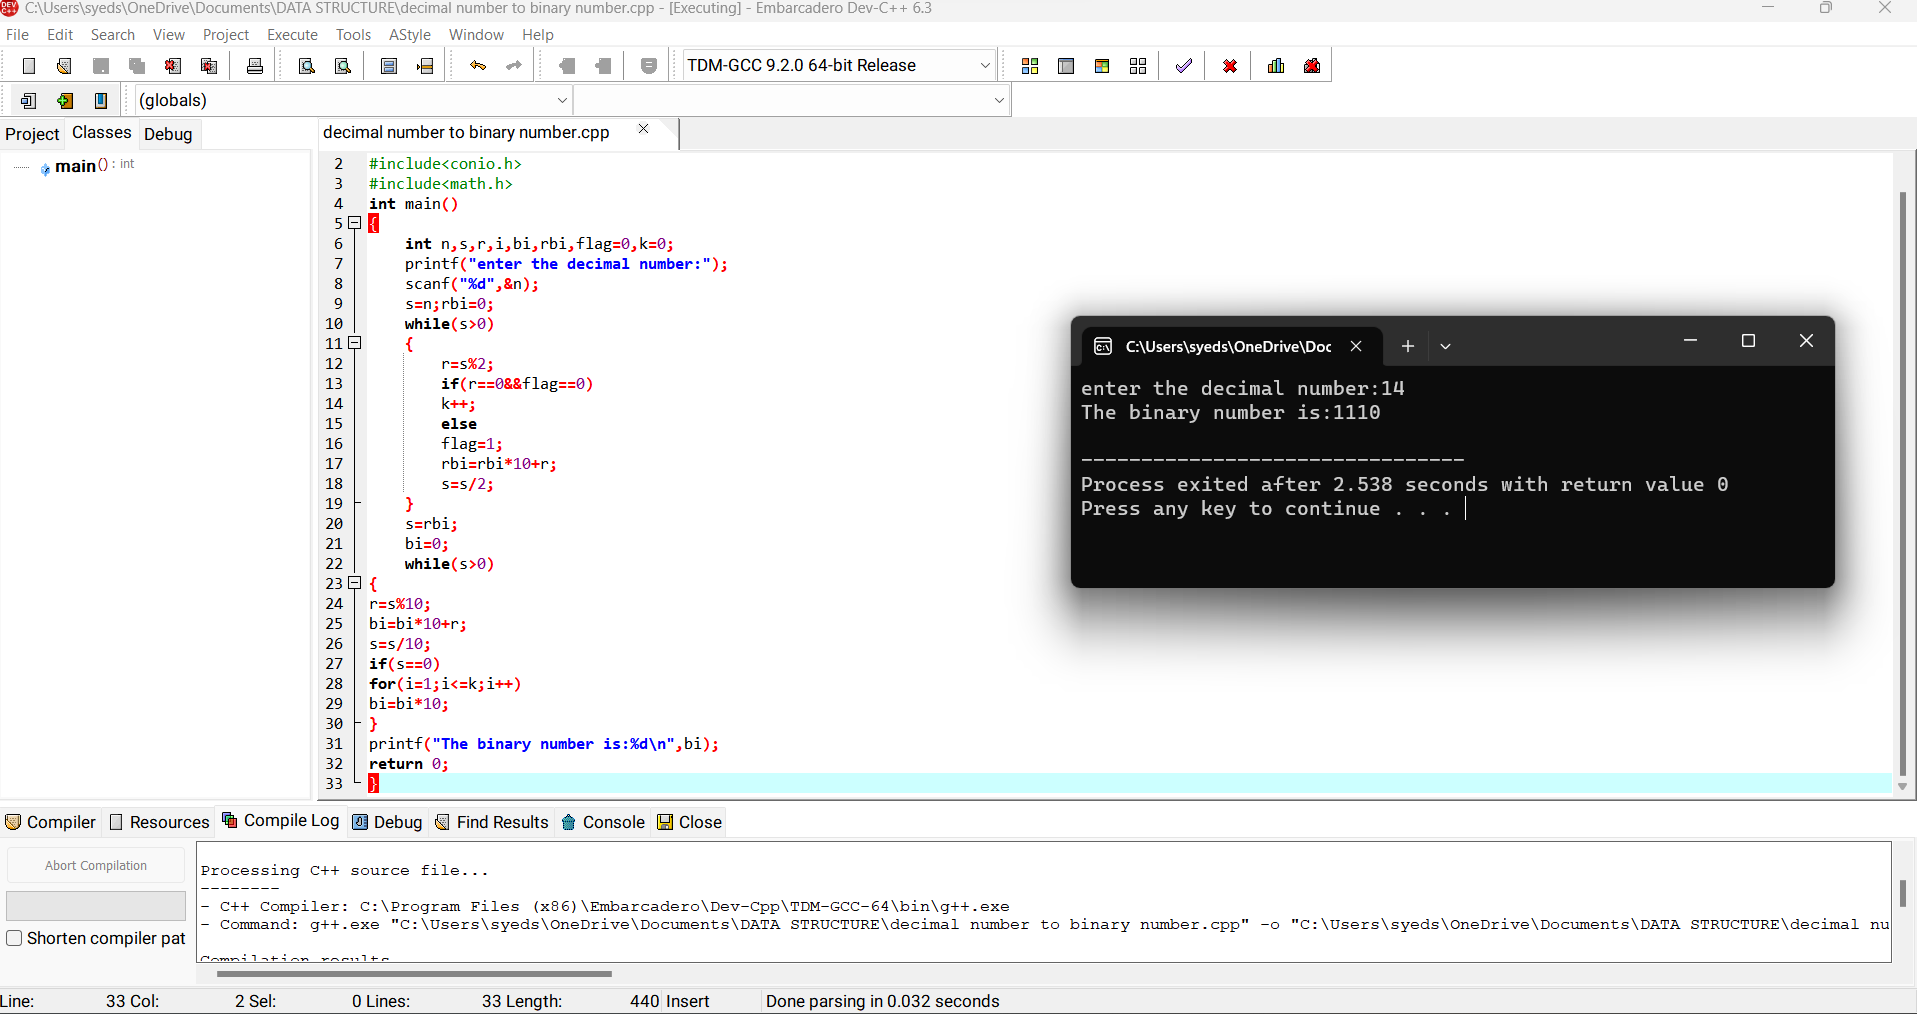 C:\Users\syeds\OneDrive\Documents\DATA STRUCTURE\decimal number to binary number.cpp - [Executing] - Embarcadero Dev-C++ 6.3
File Edit Search View Project Execute Tools AStyle Window Help
TDM-GCC 9.2.0 64-bit Release
(globals)
Project Classes Debug
main() : int
decimal number to binary number.cpp
2 #include<conio.h>
3 #include<math.h>
4 int main()
5 {
6 int n,s,r,i,bi,rbi,flag=0,k=0;
7 printf("enter the decimal number:");
8 scanf("%d",&n);
9 s=n;rbi=0;
10 while(s>0)
11 {
12 r=s%2;
13 if(r==0&&flag==0)
14 k++;
15 else
16 flag=1;
17 rbi=rbi*10+r;
18 s=s/2;
19 }
20 s=rbi;
21 bi=0;
22 while(s>0)
23 {
24 r=s%10;
25 bi=bi*10+r;
26 s=s/10;
27 if(s==0)
28 for(i=1;i<=k;i++)
29 bi=bi*10;
30 }
31 printf("The binary number is:%d\n",bi);
32 return 0;
33 }
C:\Users\syeds\OneDrive\Doc
enter the decimal number:14
The binary number is:1110
--------------------------------
Process exited after 2.538 seconds with return value 0
Press any key to continue . . .
Compiler Resources Compile Log Debug Find Results Console Close
Abort Compilation
Shorten compiler pat
Processing C++ source file...
--------
- C++ Compiler: C:\Program Files (x86)\Embarcadero\Dev-Cpp\TDM-GCC-64\bin\g++.exe
- Command: g++.exe "C:\Users\syeds\OneDrive\Documents\DATA STRUCTURE\decimal number to binary number.cpp" -o "C:\Users\syeds\OneDrive\Documents\DATA STRUCTURE\decimal nu
Compilation results
Line: 33 Col: 2 Sel: 0 Lines: 33 Length: 440 Insert Done parsing in 0.032 seconds